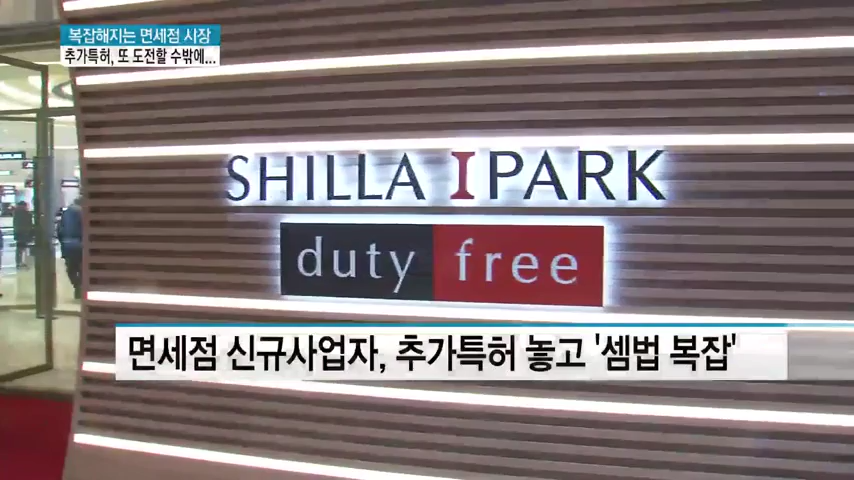 복잡해지는 면세점 시장
추가특허, 또 도전할 수밖에...
SHILLA IPARK
duty free
면세점 신규사업자, 추가특허 놓고 '셈법 복잡'